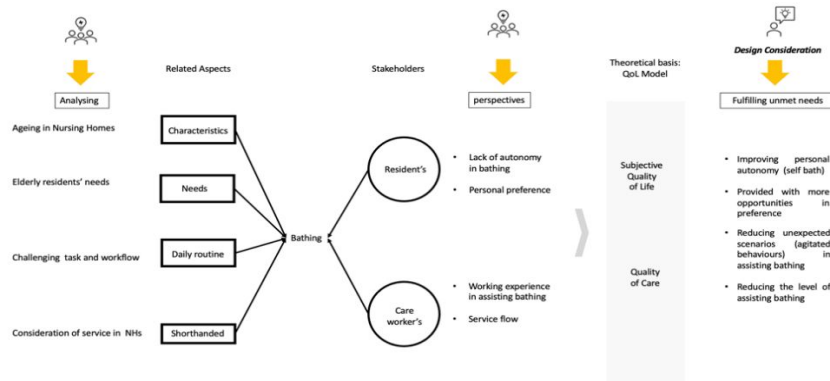 Design Consideration
Related Aspects
Stakeholders
Theoretical basis:
QoL Model
Analysing
perspectives
Fulfilling unmet needs
Ageing in Nursing Homes
Characteristics
Elderly residents' needs
Needs
Challenging task and workflow
Daily routine
Consideration of service in NHs
Shorthanded
Bathing
Resident's
Care
worker's
• Lack of autonomy
in bathing
• Personal preference
• Working experience
in assisting bathing
• Service flow
Subjective
Quality
of Life
Quality
of Care
• Improving personal
autonomy (self bath)
• Provided with more
opportunities in
preference
• Reducing unexpected
scenarios (agitated
behaviours) in
assisting bathing
• Reducing the level of
assisting bathing